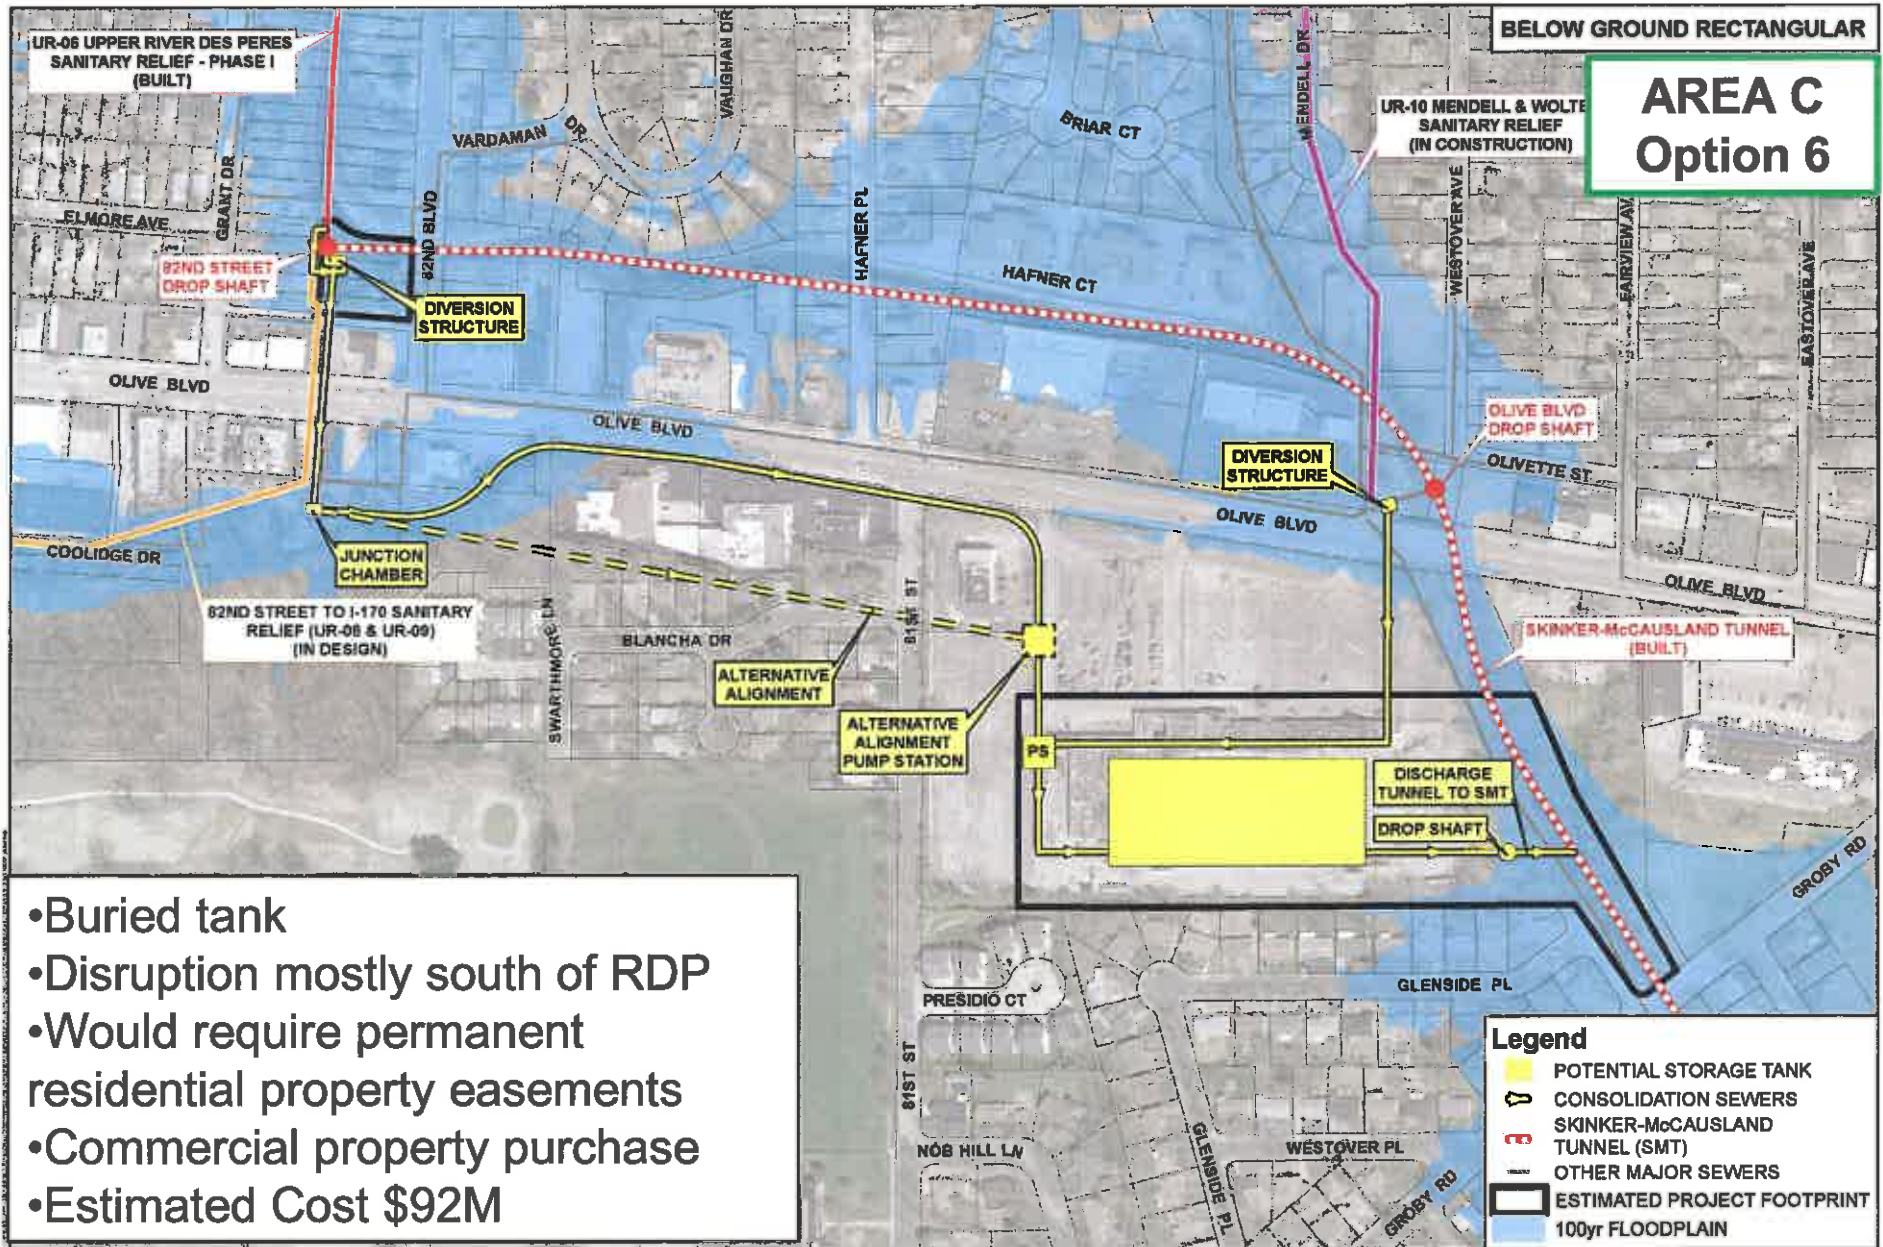 BELOW GROUND RECTANGULAR
AREA C
Option 6
UR-06 UPPER RIVER DES PERES
SANITARY RELIEF - PHASE I
(BUILT)
VAUGHAN DR
MENDELL DR
UR-10 MENDELL & WOLTE
SANITARY RELIEF
(IN CONSTRUCTION)
VARDAMAN DR
BRIAR CT
GRANT DR
ELMORE AVE
82ND BLVD
HAFNER PL
WESTOVER AVE
FAIRVIEW AV
EASTOVER AVE
82ND STREET
DROP SHAFT
DIVERSION
STRUCTURE
HAFNER CT
OLIVE BLVD
OLIVE BLVD
OLIVE BLVD
DROP SHAFT
DIVERSION
STRUCTURE
OLIVETTE ST
OLIVE BLVD
COOLIDGE DR
JUNCTION
CHAMBER
OLIVE BLVD
82ND STREET TO I-170 SANITARY
RELIEF (UR-08 & UR-09)
(IN DESIGN)
SWARTHMORE LN
BLANCHA DR
81ST ST
SKINKER-McCAUSLAND TUNNEL
(BUILT)
ALTERNATIVE
ALIGNMENT
ALTERNATIVE
ALIGNMENT
PUMP STATION
PS
DISCHARGE
TUNNEL TO SMT
DROP SHAFT
GROBY RD
•Buried tank
•Disruption mostly south of RDP
•Would require permanent
residential property easements
•Commercial property purchase
•Estimated Cost $92M
PRESIDIO CT
GLENSIDE PL
81ST ST
NOB HILL LN
GLENSIDE PL
WESTOVER PL
GROBY RD
Legend
POTENTIAL STORAGE TANK
CONSOLIDATION SEWERS
SKINKER-McCAUSLAND
TUNNEL (SMT)
OTHER MAJOR SEWERS
ESTIMATED PROJECT FOOTPRINT
100yr FLOODPLAIN